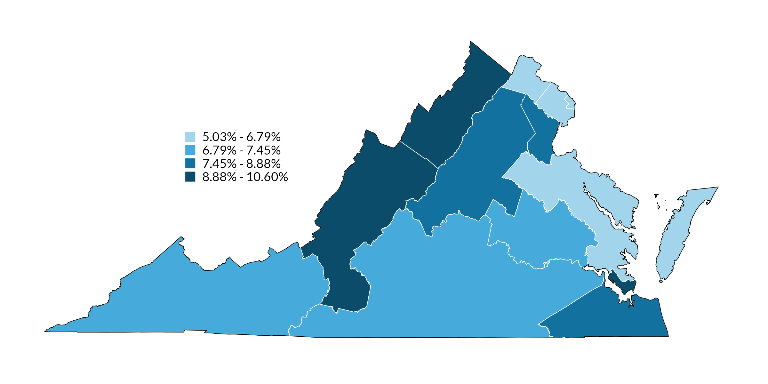 5.03% - 6.79%
6.79% - 7.45%
7.45% - 8.88%
8.88% - 10.60%